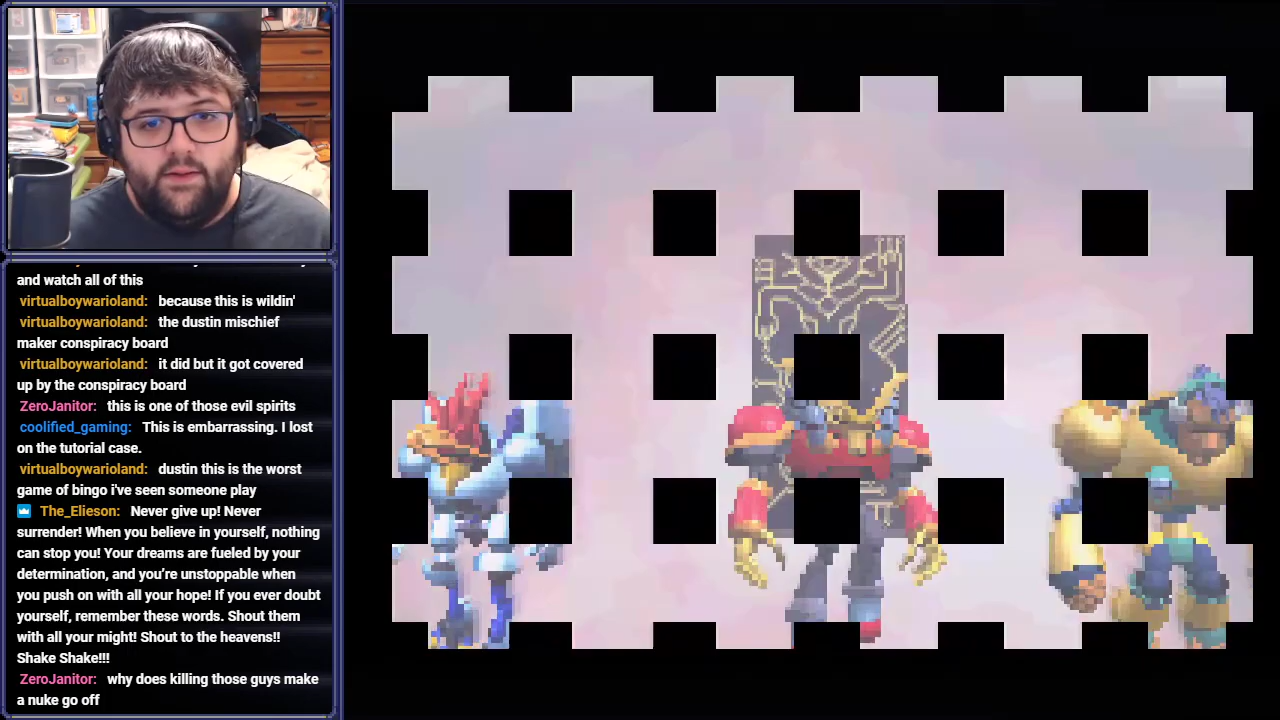 and watch all of this
virtualboywarioland: because this is wildin'
virtualboywarioland: the dustin mischief
maker conspiracy board
virtualboywarioland: it did but it got covered
up by the conspiracy board
ZeroJanitor: this is one of those evil spirits
coolified_gaming: This is embarrassing. I lost
on the tutorial case.
virtualboywarioland: dustin this is the worst
game of bingo i've seen someone play
The_Elieson: Never give up! Never
surrender! When you believe in yourself, nothing
can stop you! Your dreams are fueled by your
determination, and you’re unstoppable when
you push on with all your hope! If you ever doubt
yourself, remember these words. Shout them
with all your might! Shout to the heavens!!
Shake Shake!!!
ZeroJanitor: why does killing those guys make
a nuke go off